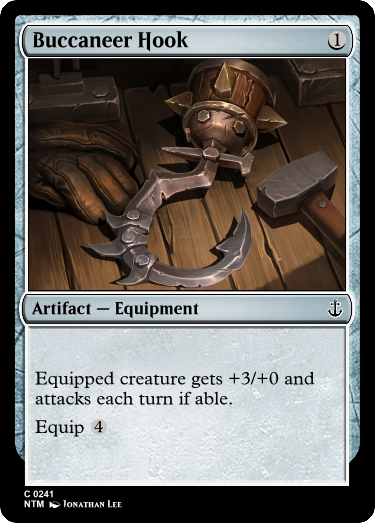 Buccaneer Hook 1
Artifact — Equipment
Equipped creature gets +3/+0 and
attacks each turn if able.
Equip 4
C 0241
NTM Jonathan Lee